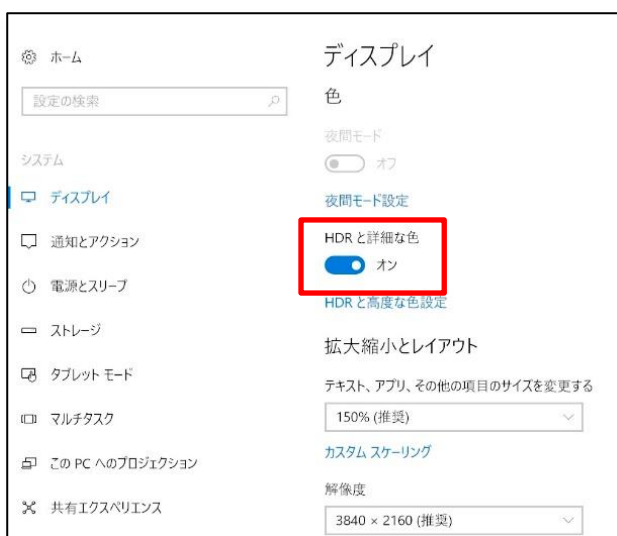 ホーム
設定の検索
システム
ディスプレイ
通知とアクション
電源とスリープ
ストレージ
タブレット モード
マルチタスク
この PC へのプロジェクション
共有エクスペリエンス
ディスプレイ
色
夜間モード
オフ
夜間モード設定
HDR と詳細な色
オン
HDR と高度な色設定
拡大縮小とレイアウト
テキスト、アプリ、その他の項目のサイズを変更する
150% (推奨)
カスタム スケーリング
解像度
3840 × 2160 (推奨)